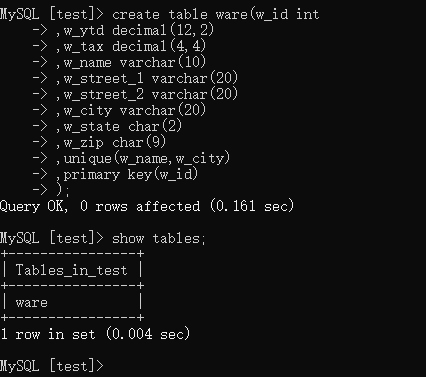 MySQL [test]> create table ware(w_id int
    -> ,w_ytd decimal(12,2)
    -> ,w_tax decimal(4,4)
    -> ,w_name varchar(10)
    -> ,w_street_1 varchar(20)
    -> ,w_street_2 varchar(20)
    -> ,w_city varchar(20)
    -> ,w_state char(2)
    -> ,w_zip char(9)
    -> ,unique(w_name,w_city)
    -> ,primary key(w_id)
    -> );
Query OK, 0 rows affected (0.161 sec)

MySQL [test]> show tables;
+----------------+
| Tables_in_test |
+----------------+
| ware           |
+----------------+
1 row in set (0.004 sec)

MySQL [test]>